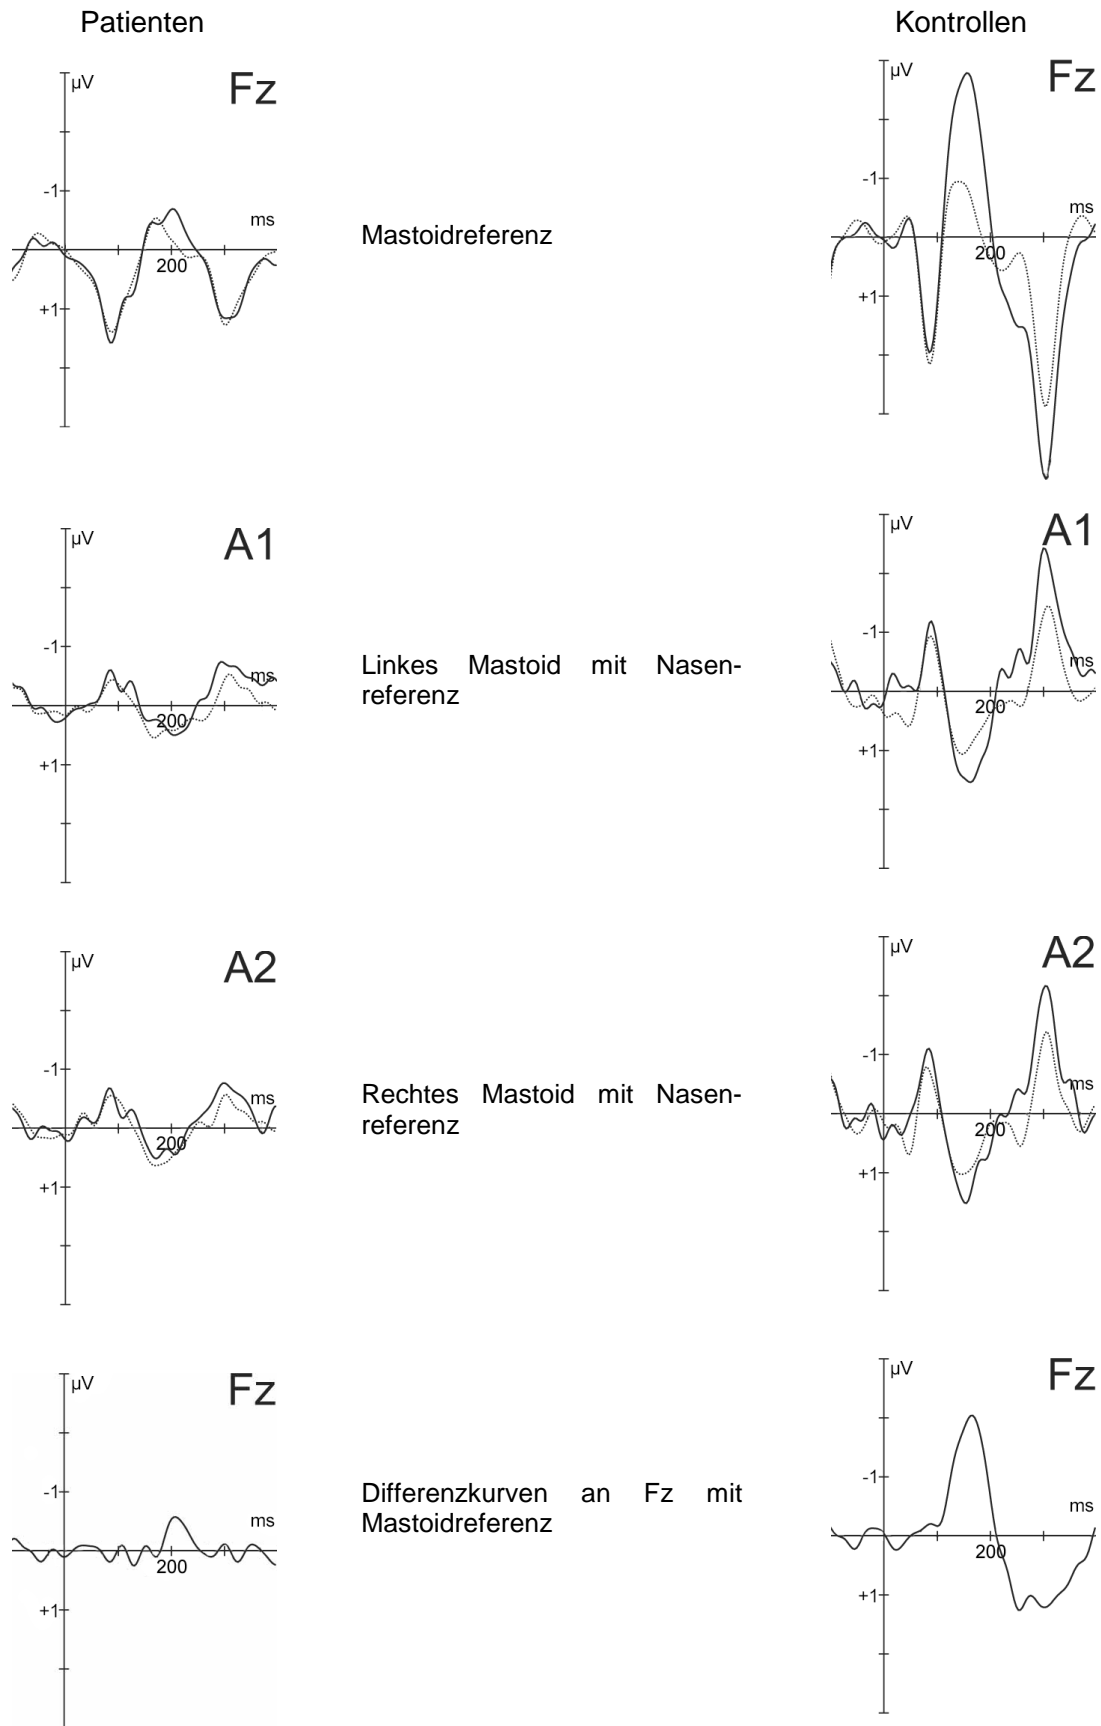 Patienten
Kontrollen
µV
Fz
-1
ms
200
+1
Mastoidreferenz
µV
Fz
-1
ms
200
+1
µV
A1
-1
ms
200
+1
Linkes Mastoid mit Nasen-
referenz
µV
A1
-1
ms
200
+1
µV
A2
-1
ms
200
+1
Rechtes Mastoid mit Nasen-
referenz
µV
A2
-1
ms
200
+1
µV
Fz
-1
ms
200
+1
Differenzkurven an Fz mit
Mastoidreferenz
µV
Fz
-1
ms
200
+1